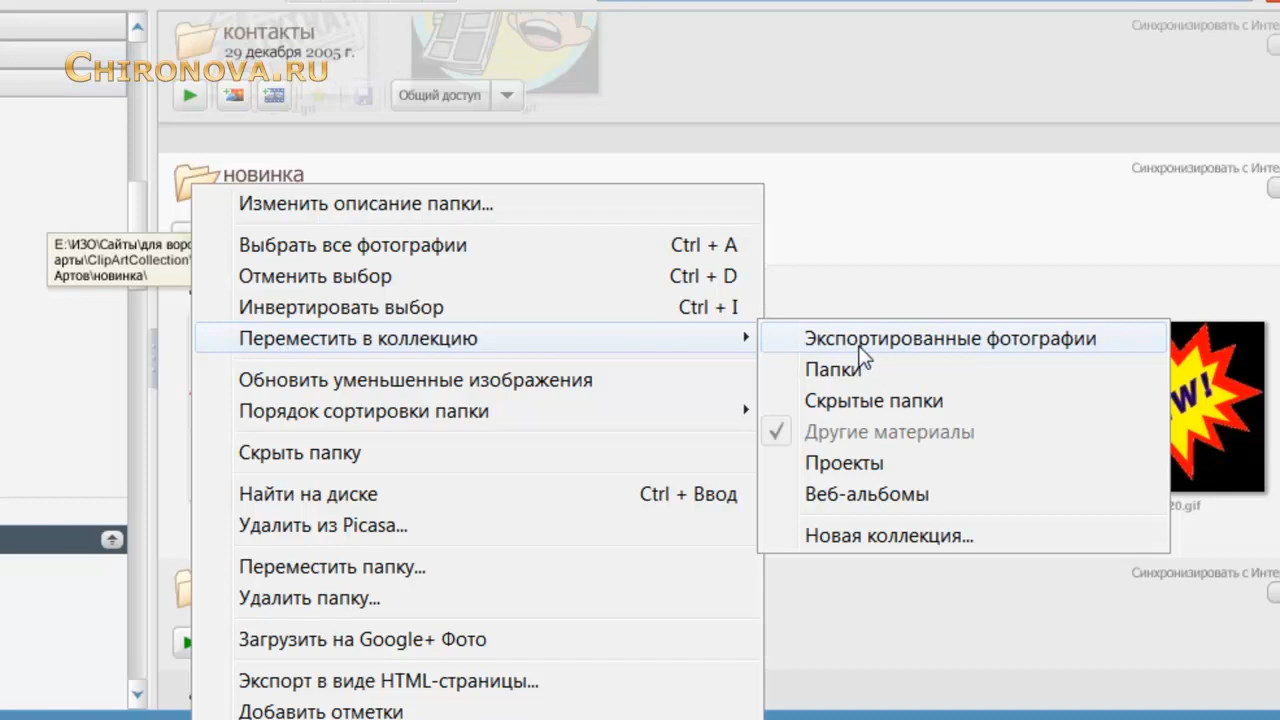 контакты
29 декабря 2005 г.
Синхронизировать с Инте
CHIRONOVA.RU
Общий доступ
новинка
Синхронизировать с Инте
E:\ИЗО\Сайты\для воро
арты\ClipArtCollection\
Артов\новинка\
Изменить описание папки...
Выбрать все фотографии Ctrl + A
Отменить выбор Ctrl + D
Инвертировать выбор Ctrl + I
Переместить в коллекцию
Обновить уменьшенные изображения
Порядок сортировки папки
Скрыть папку
Найти на диске Ctrl + Ввод
Удалить из Picasa...
Переместить папку...
Удалить папку...
Загрузить на Google+ Фото
Экспорт в виде HTML-страницы...
Добавить отметки
Экспортированные фотографии
Папки
Скрытые папки
Другие материалы
Проекты
Веб-альбомы
Новая коллекция...
W!
20.gif
Синхронизировать с Инте